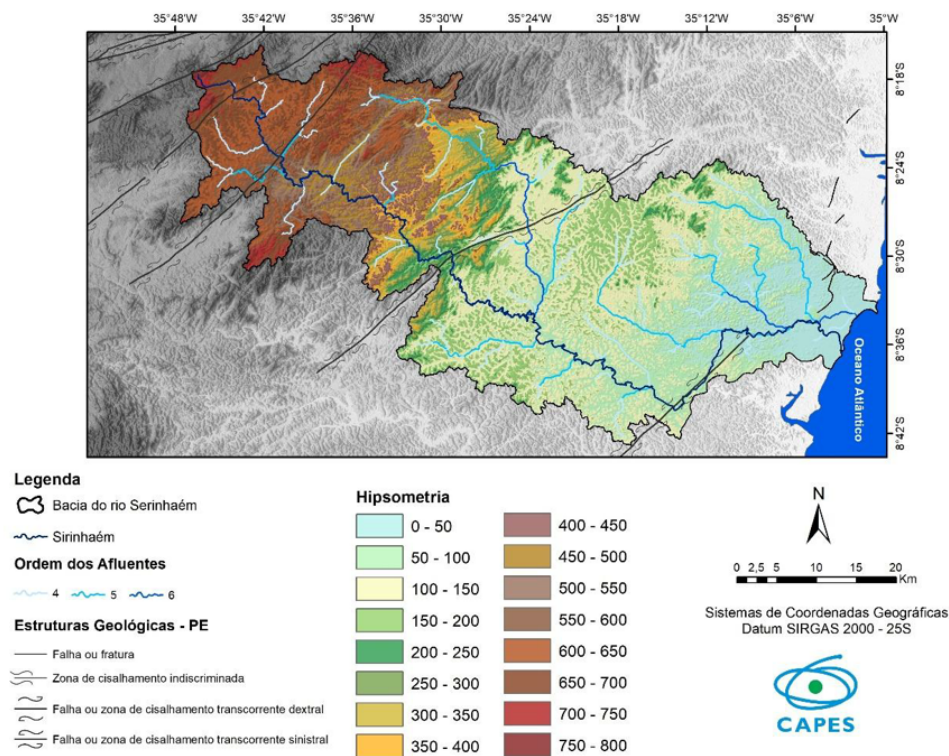 35°48'W 35°42'W 35°36'W 35°30'W 35°24'W 35°18'W 35°12'W 35°6'W 35°W
8°18'S
8°24'S
8°30'S
8°36'S
8°42'S
Oceano Atlântico
Legenda
Bacia do rio Serinhaém
Sirinhaém
Ordem dos Afluentes
4 5 6
Estruturas Geológicas - PE
Falha ou fratura
Zona de cisalhamento indiscriminada
Falha ou zona de cisalhamento transcorrente dextral
Falha ou zona de cisalhamento transcorrente sinistral
Hipsometria
0 - 50
50 - 100
100 - 150
150 - 200
200 - 250
250 - 300
300 - 350
350 - 400
400 - 450
450 - 500
500 - 550
550 - 600
600 - 650
650 - 700
700 - 750
750 - 800
N
0 2,5 5 10 15 20
Km
Sistemas de Coordenadas Geográficas
Datum SIRGAS 2000 - 25S
CAPES